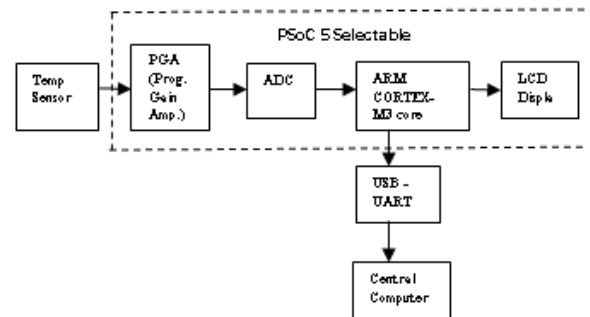 PSoC 5 Selectable
Temp
Sensor
PGA
(Prog.
Gain
Amp.)
ADC
ARM
CORTEX-
M3 core
LCD
Displa
USB -
UART
Central
Computer